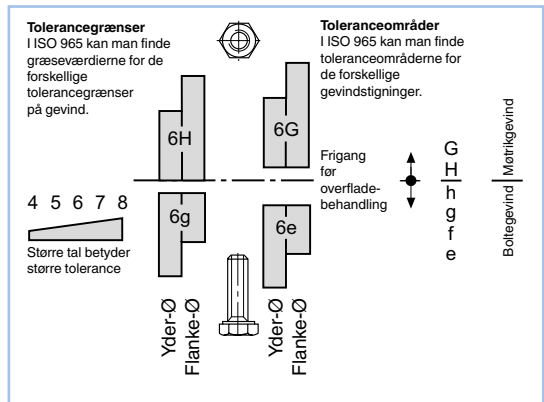 Tolerancegrænser
I ISO 965 kan man finde
græseværdierne for de
forskellige
tolerancegrænser
på gevind.
Toleranceområder
I ISO 965 kan man finde
toleranceområderne for
de forskellige
gevindstigninger.
6H
6G
Frigang
før
overflade-
behandling
G
H
h
g
f
e
Møtrikgevind
Boltegevind
4 5 6 7 8
Større tal betyder
større tolerance
6g
6e
Yder-Ø
Flanke-Ø
Yder-Ø
Flanke-Ø